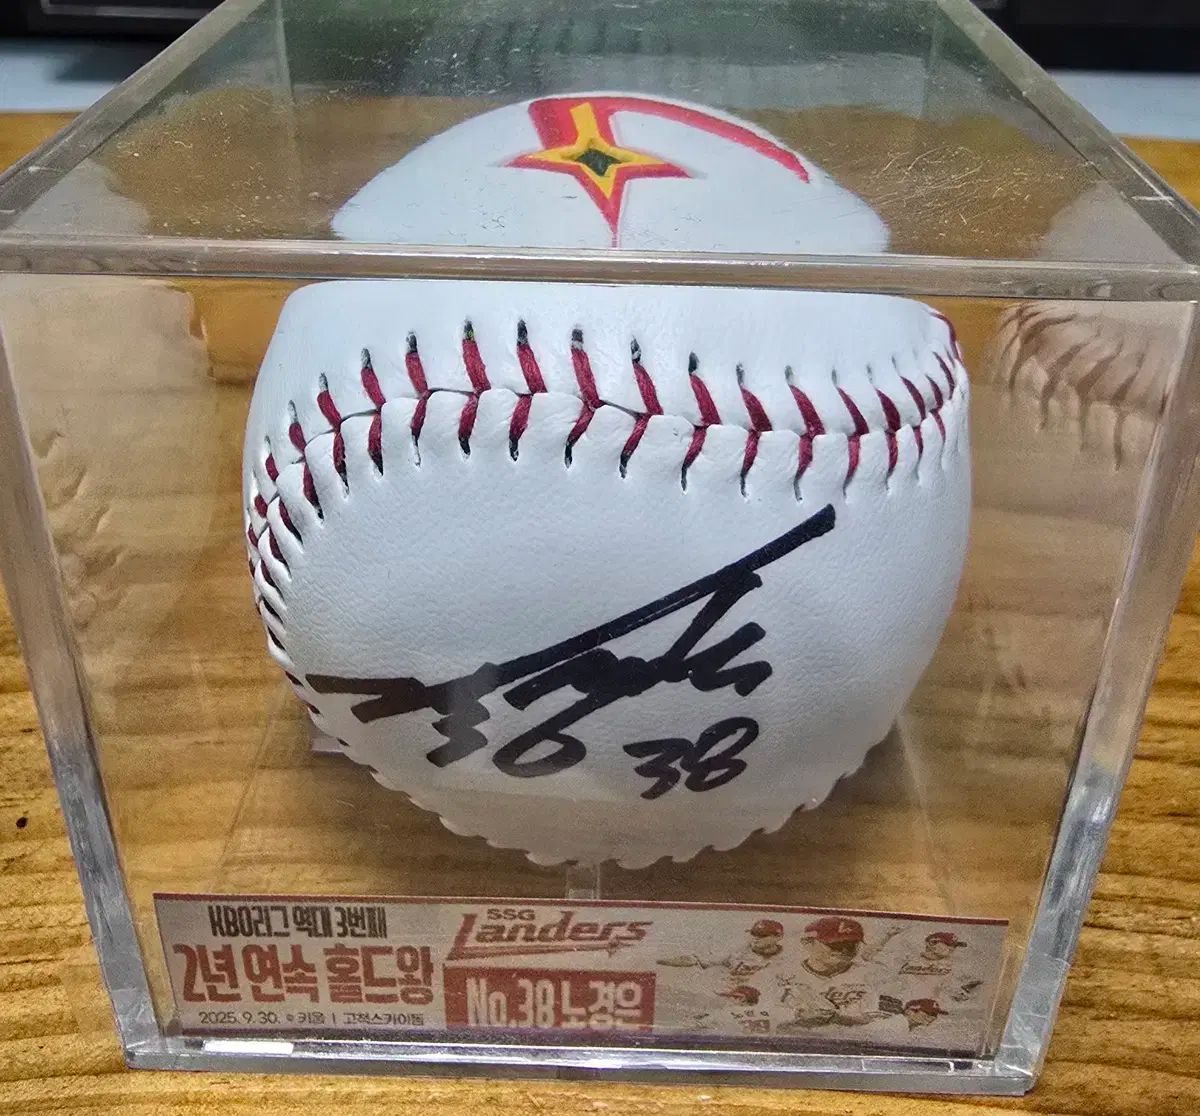 38
KBO리그 역대 3번째
2년 연속 홀드왕
2025.9.30. 키움 | 고척스카이돔
SSG
Landers
No.38 노경은